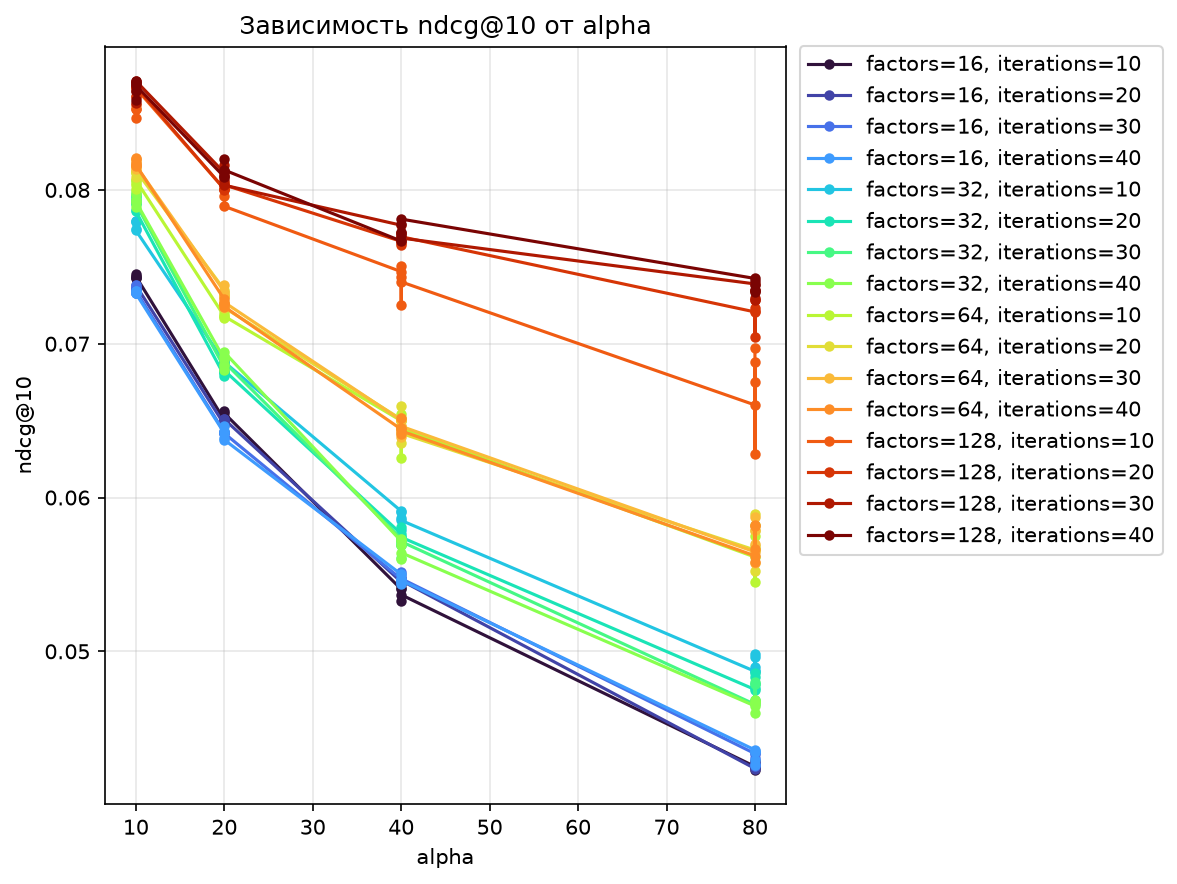 Зависимость ndcg@10 от alpha
ndcg@10
0.08
0.07
0.06
0.05
10 20 30 40 50 60 70 80
alpha
factors=16, iterations=10
factors=16, iterations=20
factors=16, iterations=30
factors=16, iterations=40
factors=32, iterations=10
factors=32, iterations=20
factors=32, iterations=30
factors=32, iterations=40
factors=64, iterations=10
factors=64, iterations=20
factors=64, iterations=30
factors=64, iterations=40
factors=128, iterations=10
factors=128, iterations=20
factors=128, iterations=30
factors=128, iterations=40